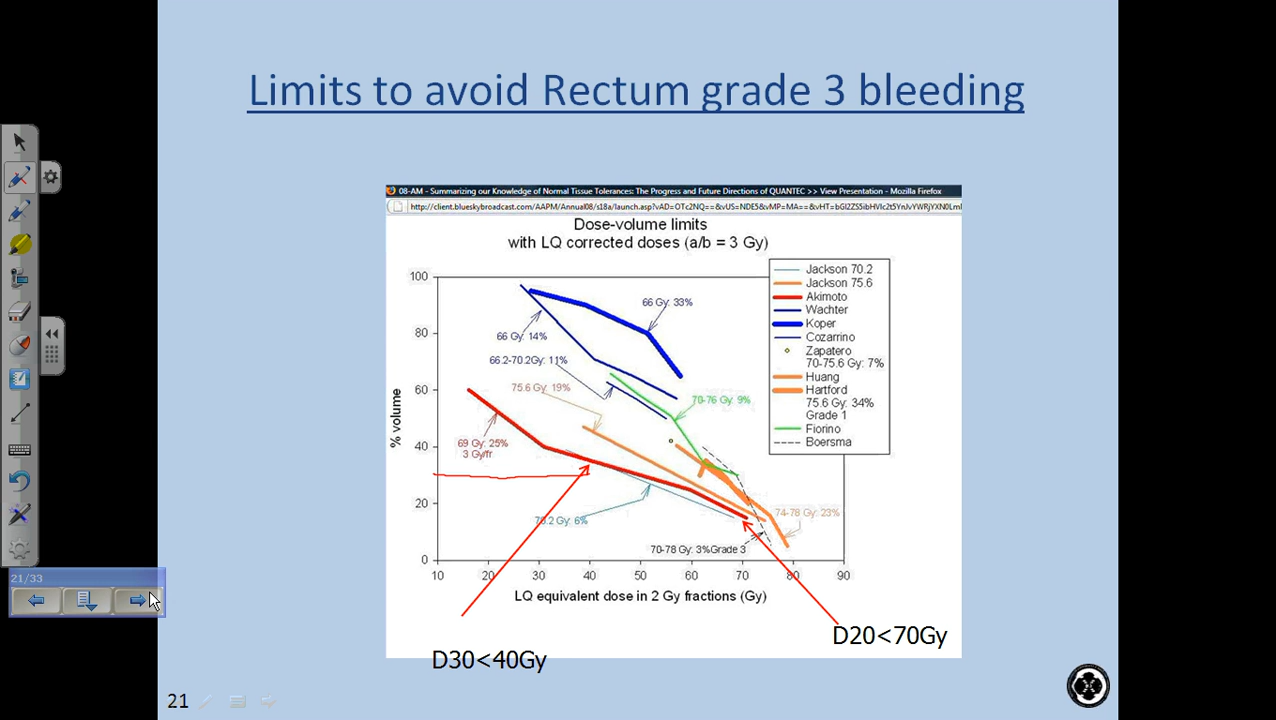 Limits to avoid Rectum grade 3 bleeding
08-AM - Summarizing our Knowledge of Normal Tissue Tolerances: The Progress and Future Directions of QUANTEC >> View Presentation - Mozilla Firefox
Dose-volume limits
with LQ corrected doses (a/b = 3 Gy)
100
80
60
40
20
0
% volume
10 20 30 40 50 60 70 80 90
LQ equivalent dose in 2 Gy fractions (Gy)
66 Gy: 33%
66 Gy: 14%
66.2-70.2Gy: 11%
75.6 Gy: 19%
70-76 Gy: 9%
69 Gy: 25%
3 Gy/fr
70.2 Gy: 6%
74-78 Gy: 23%
70-78 Gy: 3%Grade 3
Jackson 70.2
Jackson 75.6
Akimoto
Wachter
Koper
Cozarrino
Zapatero
70-75.6 Gy: 7%
Huang
Hartford
75.6 Gy: 34%
Grade 1
Fiorino
Boersma
D20<70Gy
D30<40Gy
21/33
21